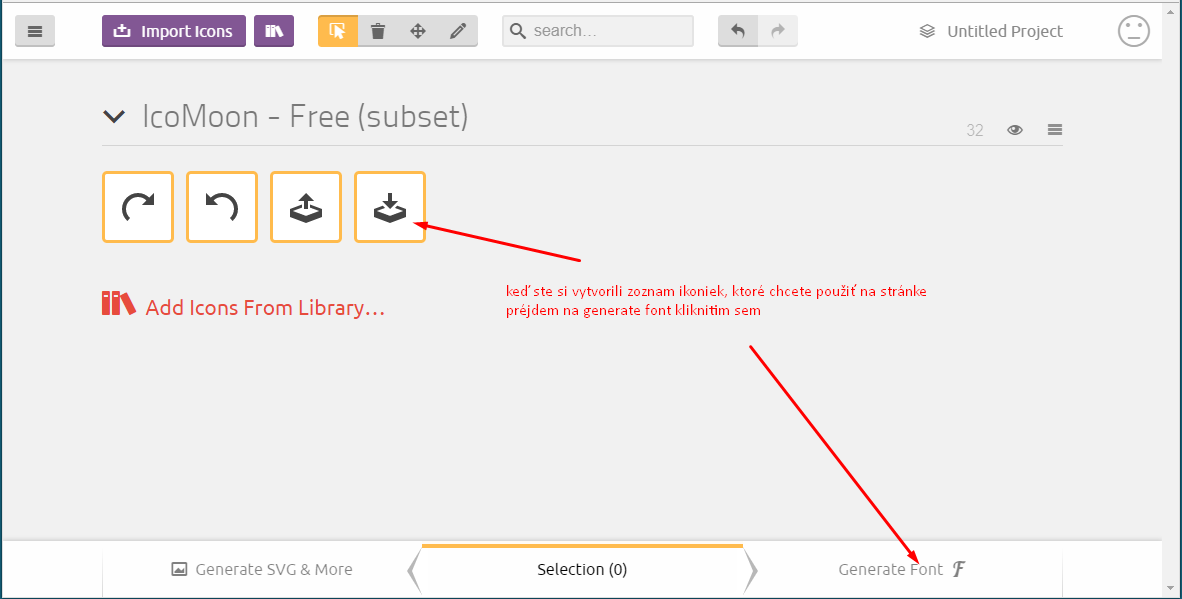 Import Icons
search...
Untitled Project
IcoMoon - Free (subset)
32
Add Icons From Library...
keď ste si vytvorili zoznam ikoniek, ktoré chcete použiť na stránke
préjdem na generate font kliknitim sem
Generate SVG & More
Selection (0)
Generate Font